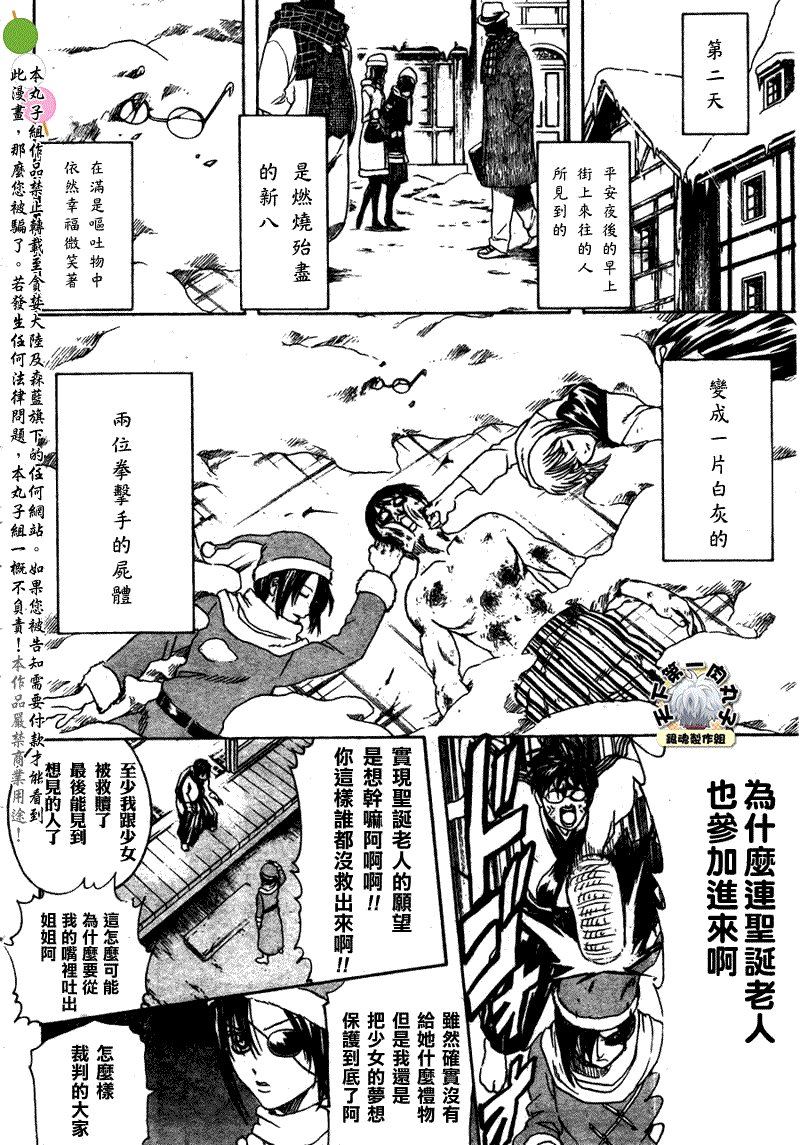 第二天
平安夜後的早上
街上來往的人
所見到的
是燃燒殆盡
的新八
在滿是嘔吐物中
依然幸福微笑著
變成一片白灰的
兩位拳擊手的屍體
為什麼連聖誕老人
也參加進來啊
實現聖誕老人的願望
是想幹嘛阿啊啊!!
你這樣誰都沒救出來啊!!
至少我跟少女
被救贖了
最後能見到
想見的人了
這怎麼可能
為什麼要從
我的嘴裡吐出
姐姐阿
雖然確實沒有
給她什麼禮物
但是我還是
把少女的夢想
保護到底了阿
怎麼樣
裁判的大家
本丸子組作品禁止轉載至貪婪大陸及森藍旗下的任何網站。如果您被告知需要付款才能看到
此漫畫，那麼您被騙了。若發生任何法律問題，本丸子組一概不負責！本作品嚴禁商業用途！
天下第一
銀魂製作組